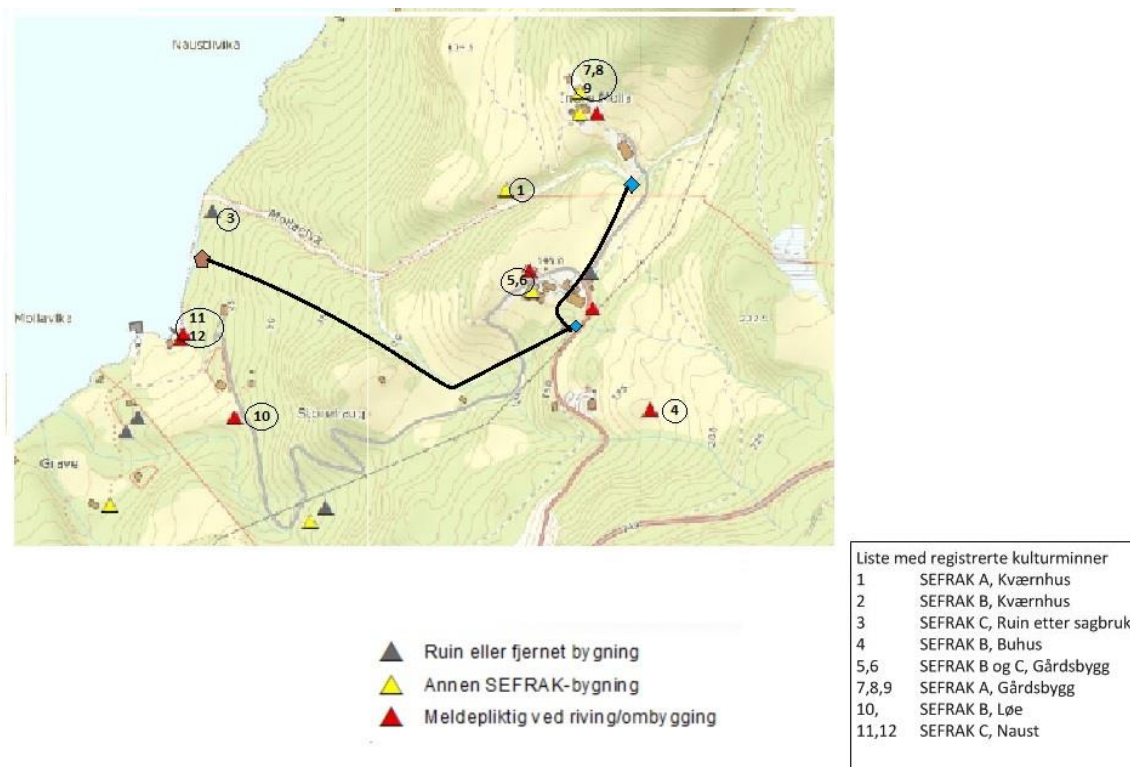 Naustilvika
7,8
9
1
3
Mollaelva
5,6
Mollavika
11
12
10
4
Grave
Liste med registrerte kulturminner
1 SEFRAK A, Kværnhus
2 SEFRAK B, Kværnhus
3 SEFRAK C, Ruin etter sagbruk
4 SEFRAK B, Buhus
5,6 SEFRAK B og C, Gårdsbygg
7,8,9 SEFRAK A, Gårdsbygg
10, SEFRAK B, Løe
11,12 SEFRAK C, Naust
Ruin eller fjernet bygning
Annen SEFRAK-bygning
Meldepliktig ved riving/ombygging